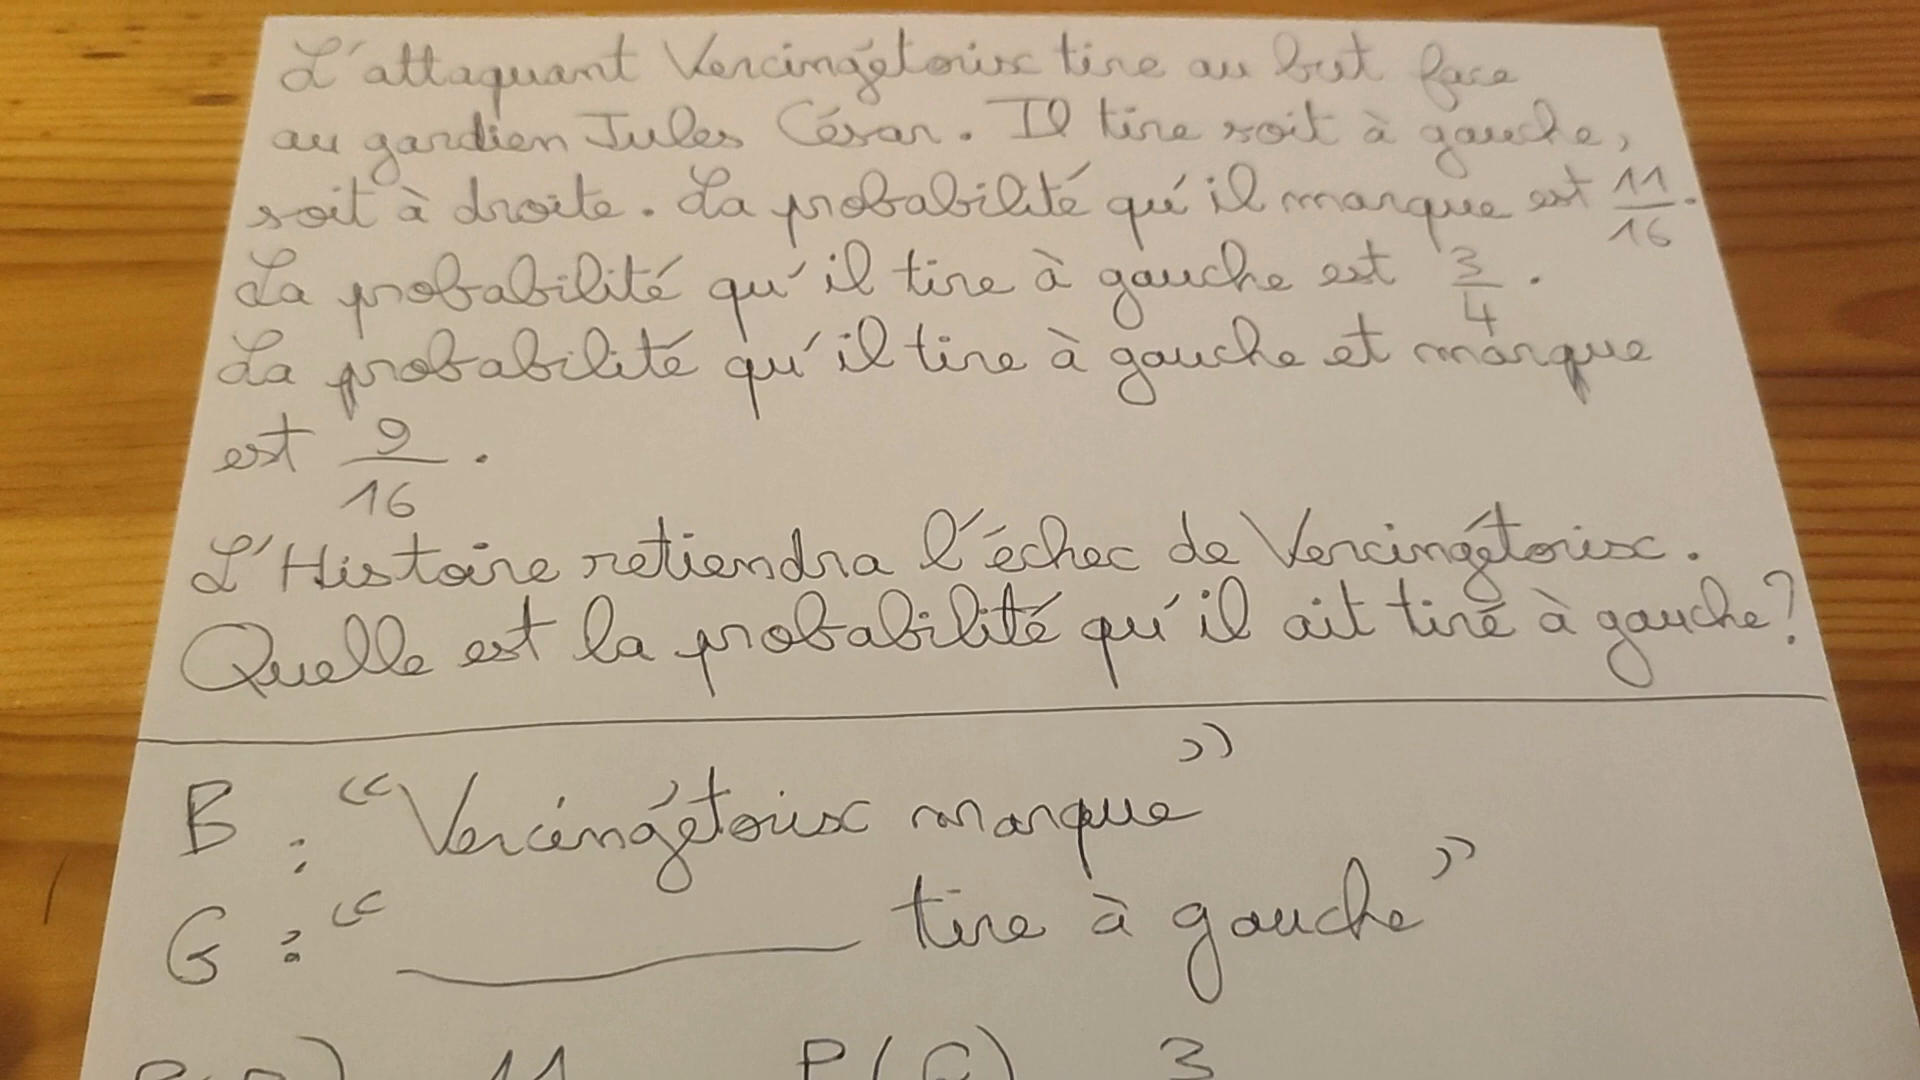 L'attaquant Vercingétorix tire au but face
au gardien Jules César. Il tire soit à gauche,
soit à droite. La probabilité qu'il marque est 11/16.
La probabilité qu'il tire à gauche est 3/4.
La probabilité qu'il tire à gauche et marque
est 9/16.
L'Histoire retiendra l'échec de Vercingétorix.
Quelle est la probabilité qu'il ait tiré à gauche?
B : "Vercingétorix marque"
G : " tire à gauche"
11 P(G) 3